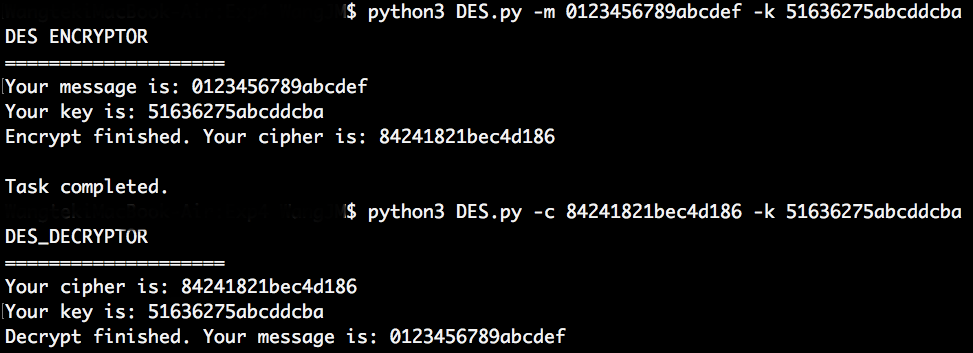 $ python3 DES.py -m 0123456789abcdef -k 51636275abcddcba
DES ENCRYPTOR
====================
Your message is: 0123456789abcdef
Your key is: 51636275abcddcba
Encrypt finished. Your cipher is: 84241821bec4d186
Task completed.
$ python3 DES.py -c 84241821bec4d186 -k 51636275abcddcba
DES_DECRYPTOR
====================
Your cipher is: 84241821bec4d186
Your key is: 51636275abcddcba
Decrypt finished. Your message is: 0123456789abcdef